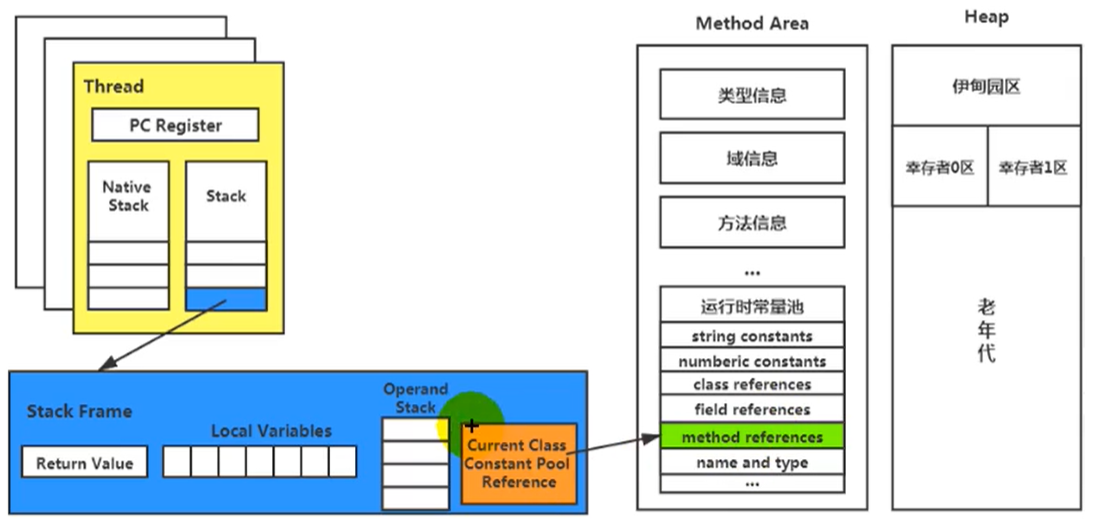 Thread
PC Register
Native
Stack
Stack
Stack Frame
Return Value
Local Variables
Operand
Stack
Current Class
Constant Pool
Reference
Method Area
类型信息
域信息
方法信息
...
运行时常量池
string constants
numberic constants
class references
field references
method references
name and type
...
Heap
伊甸园区
幸存者0区
幸存者1区
老
年
代